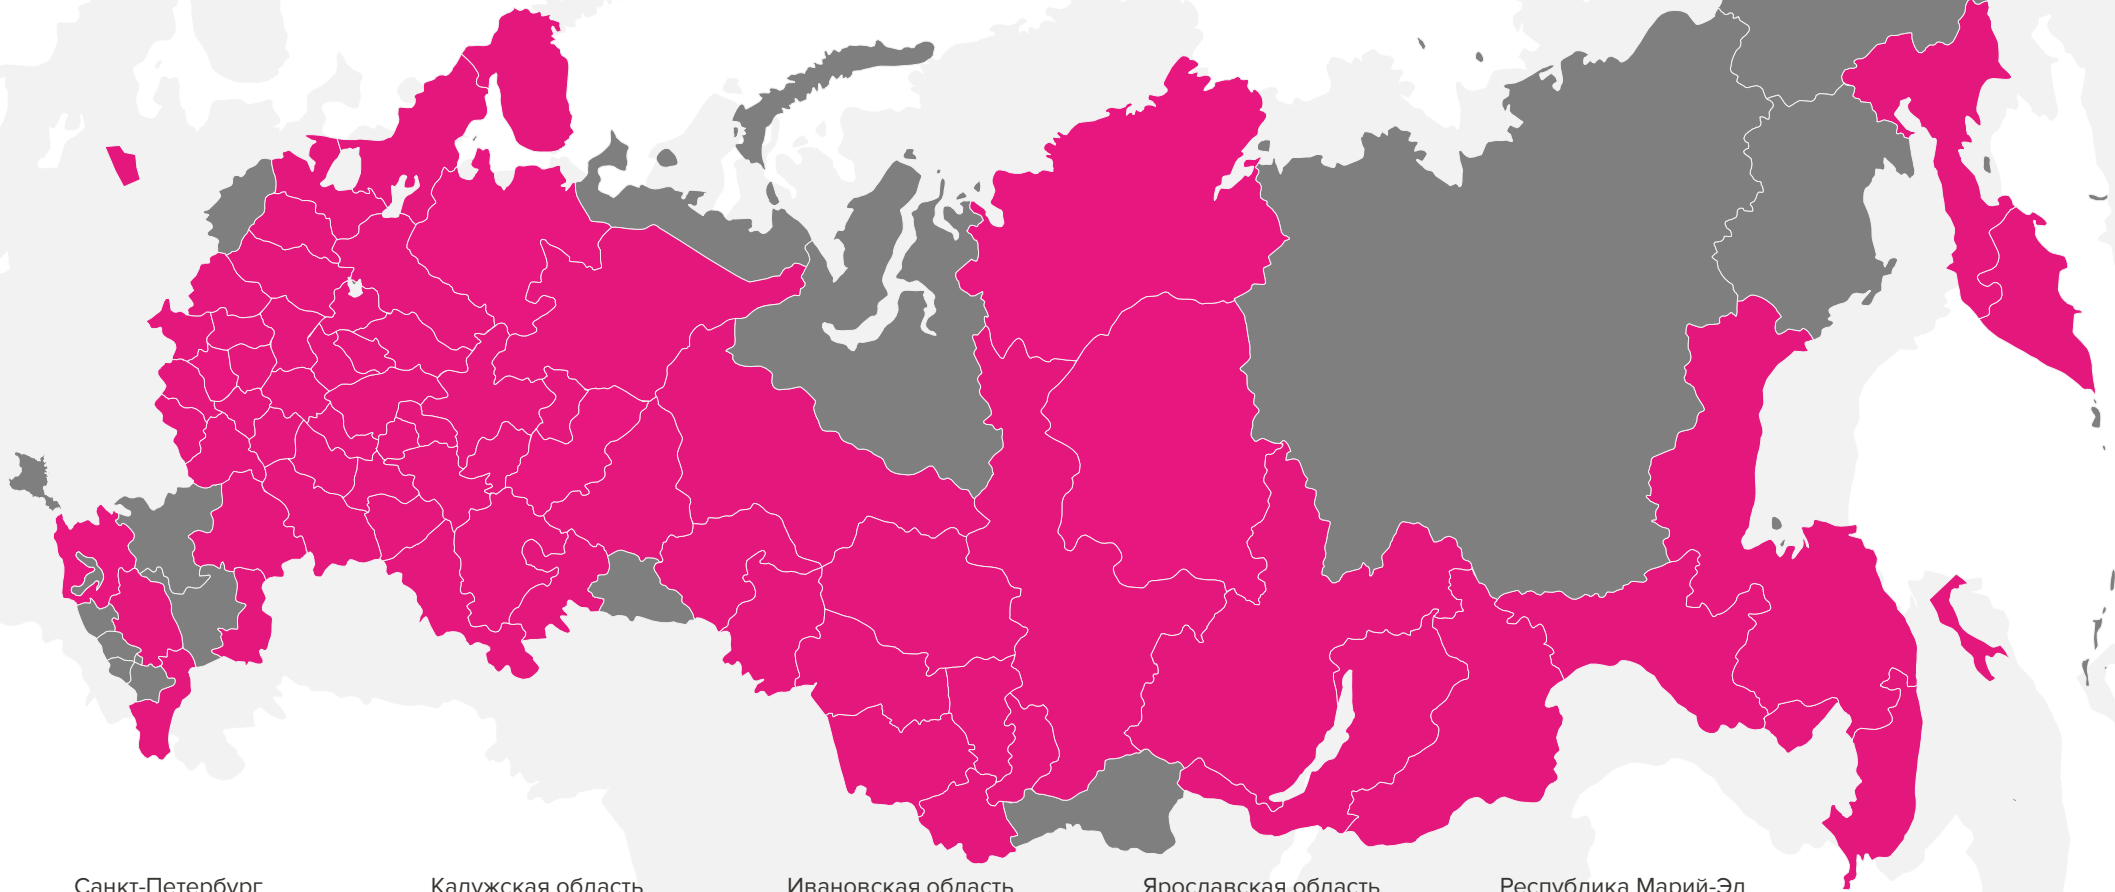 Санкт-Петербург
Калужская область
Ивановская область
Ярославская область
Республика Марий-Эл